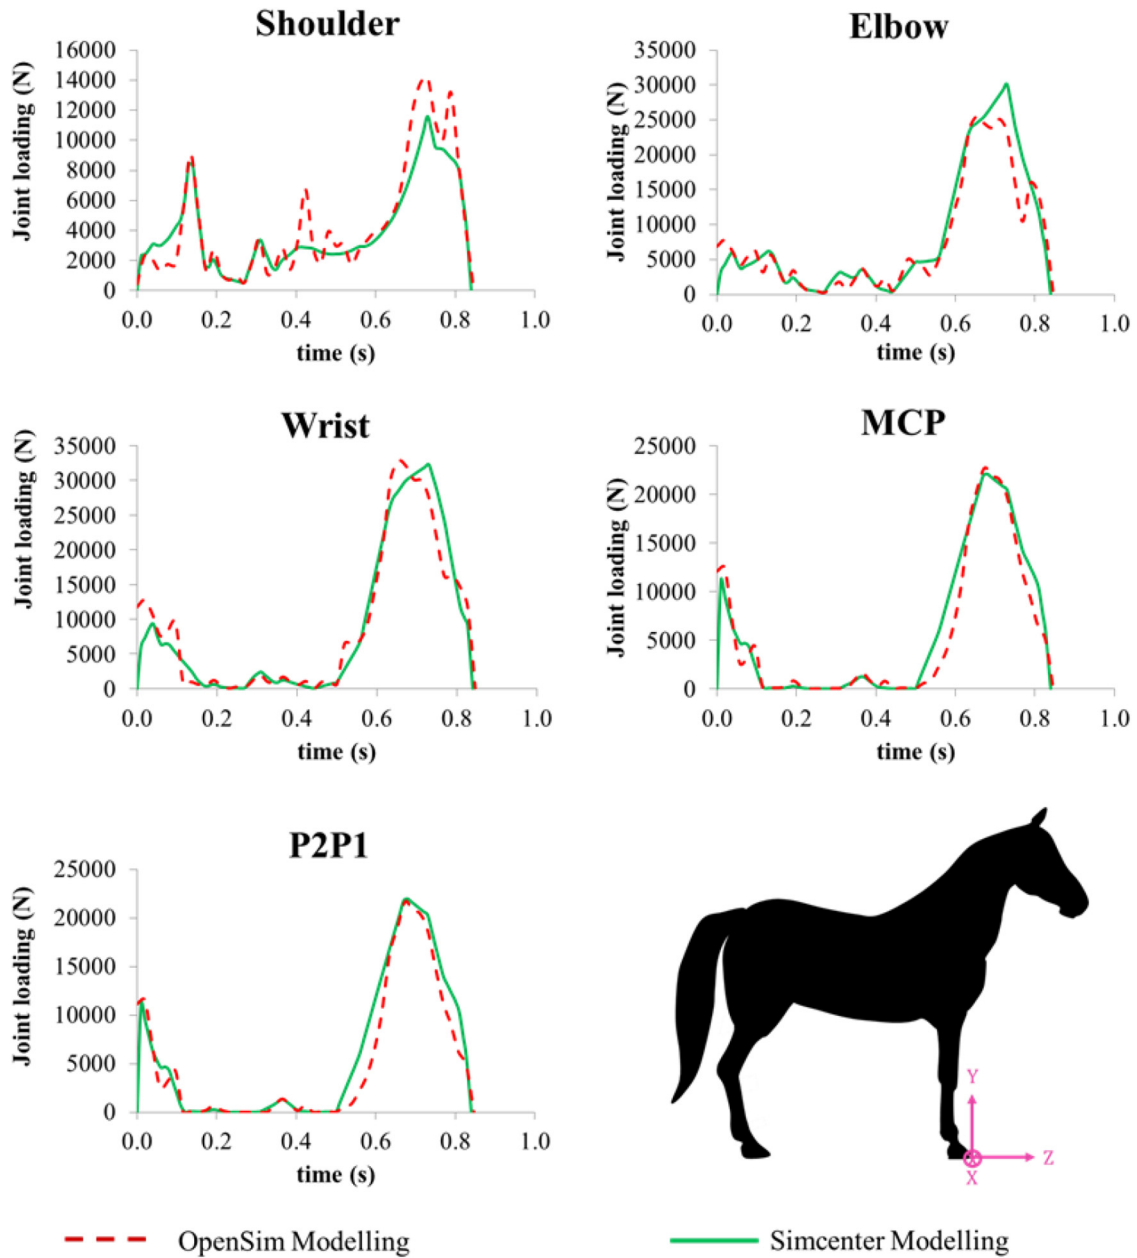 Shoulder
Joint loading (N)
16000
14000
12000
10000
8000
6000
4000
2000
0
0.0 0.2 0.4 0.6 0.8 1.0
time (s)
Elbow
Joint loading (N)
35000
30000
25000
20000
15000
10000
5000
0
0.0 0.2 0.4 0.6 0.8 1.0
time (s)
Wrist
Joint loading (N)
35000
30000
25000
20000
15000
10000
5000
0
0.0 0.2 0.4 0.6 0.8 1.0
time (s)
MCP
Joint loading (N)
25000
20000
15000
10000
5000
0
0.0 0.2 0.4 0.6 0.8 1.0
time (s)
P2P1
Joint loading (N)
25000
20000
15000
10000
5000
0
0.0 0.2 0.4 0.6 0.8 1.0
time (s)
Y
Z
X
OpenSim Modelling
Simcenter Modelling